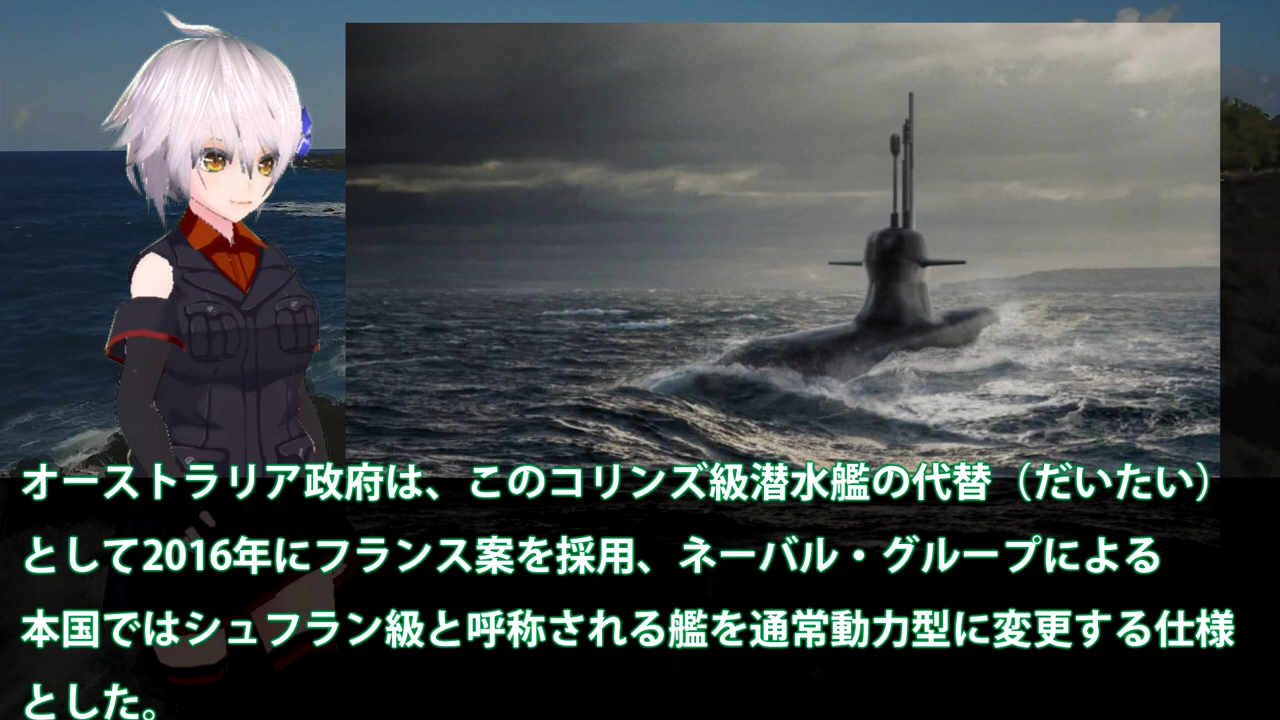 オーストラリア政府は、このコリンズ級潜水艦の代替（だいたい）
として2016年にフランス案を採用、ネーバル・グループによる
本国ではシュフラン級と呼称される艦を通常動力型に変更する仕様
とした。